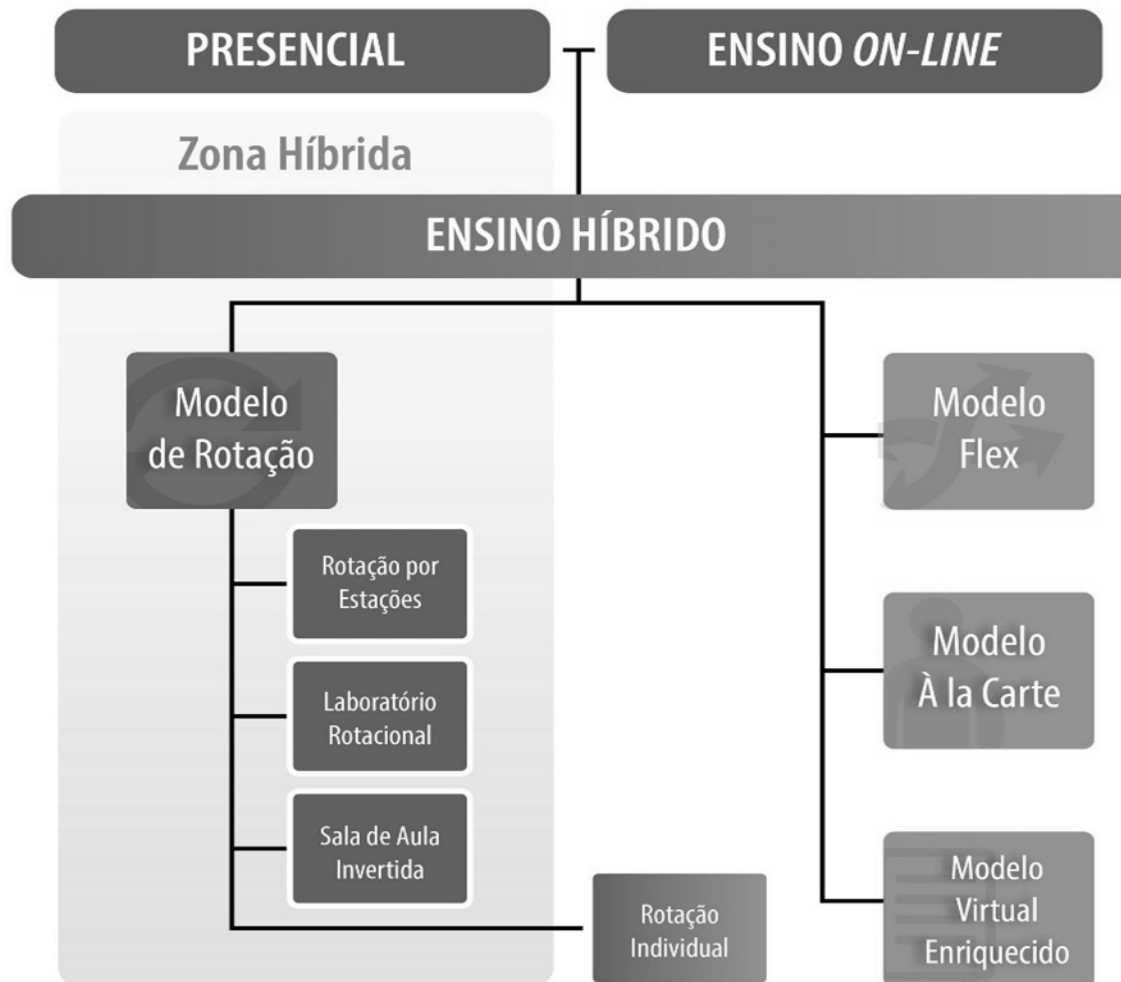 PRESENCIAL
ENSINO ON-LINE
Zona Híbrida
ENSINO HÍBRIDO
Modelo
de Rotação
Rotação por
Estações
Laboratório
Rotacional
Sala de Aula
Invertida
Rotação
Individual
Modelo
Flex
Modelo
À la Carte
Modelo
Virtual
Enriquecido